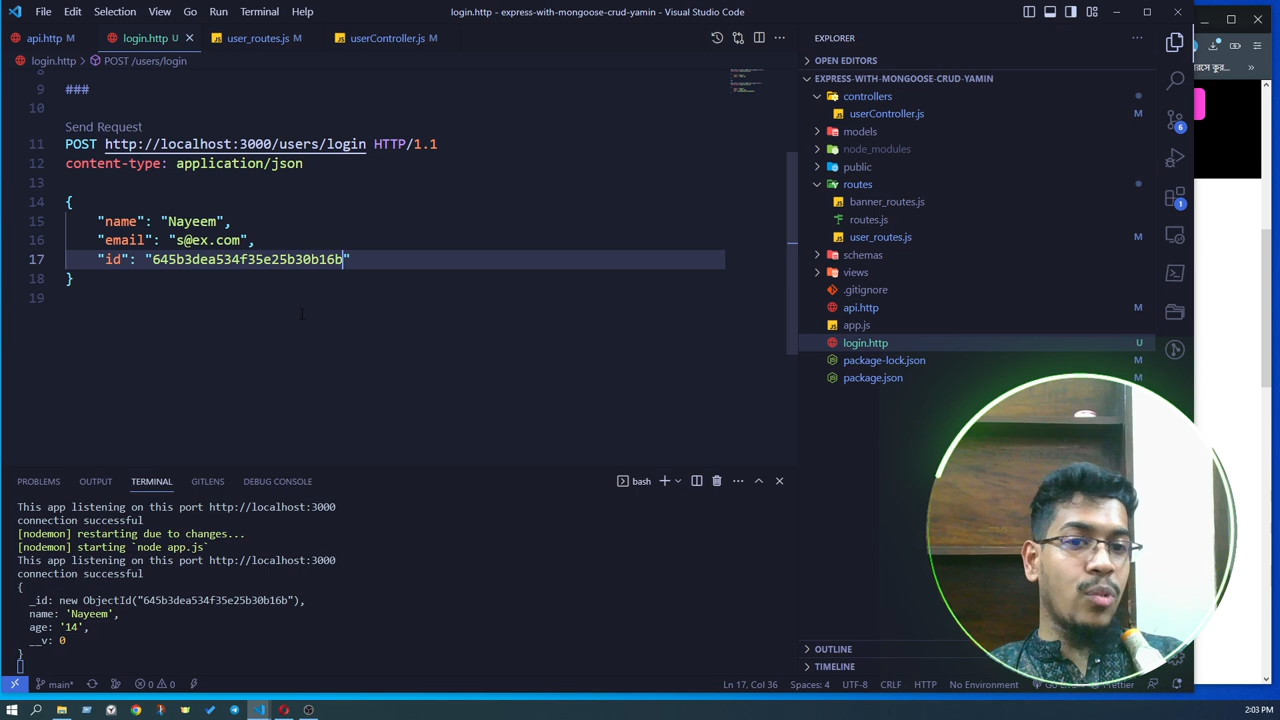 File Edit Selection View Go Run Terminal Help
login.http - express-with-mongoose-crud-yamin - Visual Studio Code
api.http M login.http U user_routes.js M userController.js M
login.http > POST /users/login
8
9 ###
10
Send Request
11 POST http://localhost:3000/users/login HTTP/1.1
12 content-type: application/json
13
14 {
15 "name": "Nayeem",
16 "email": "s@ex.com",
17 "id": "645b3dea534f35e25b30b16b"
18 }
19
EXPLORER
OPEN EDITORS
EXPRESS-WITH-MONGOOSE-CRUD-YAMIN
controllers
userController.js M
models
node_modules
public
routes
banner_routes.js
routes.js
user_routes.js M
schemas
views
.gitignore
api.http M
app.js
login.http U
package-lock.json M
package.json M
OUTLINE
TIMELINE
6
1
PROBLEMS OUTPUT TERMINAL GITLENS DEBUG CONSOLE
bash
This app listening on this port http://localhost:3000
connection successful
[nodemon] restarting due to changes...
[nodemon] starting `node app.js`
This app listening on this port http://localhost:3000
connection successful
{
_id: new ObjectId("645b3dea534f35e25b30b16b"),
name: 'Nayeem',
age: '14',
__v: 0
}
main* 0 0
Ln 17, Col 36 Spaces: 4 UTF-8 CRLF HTTP No Environment Go Live Prettier
2:03 PM